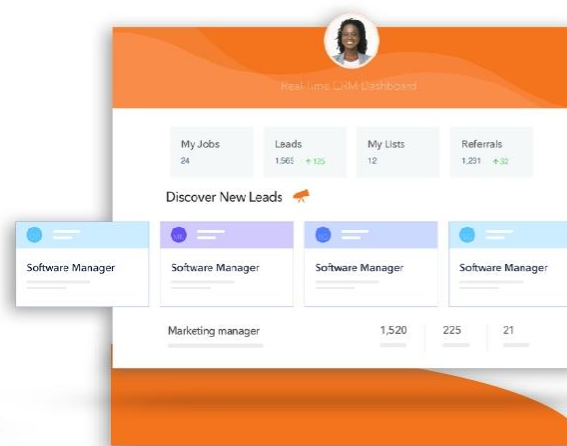 Real-Time CRM Dashboard
My Jobs Leads My Lists Referrals
24 1,565 ↑125 12 1,231 ↑32
Discover New Leads
Software Manager Software Manager Software Manager Software Manager
Marketing manager 1,520 225 21